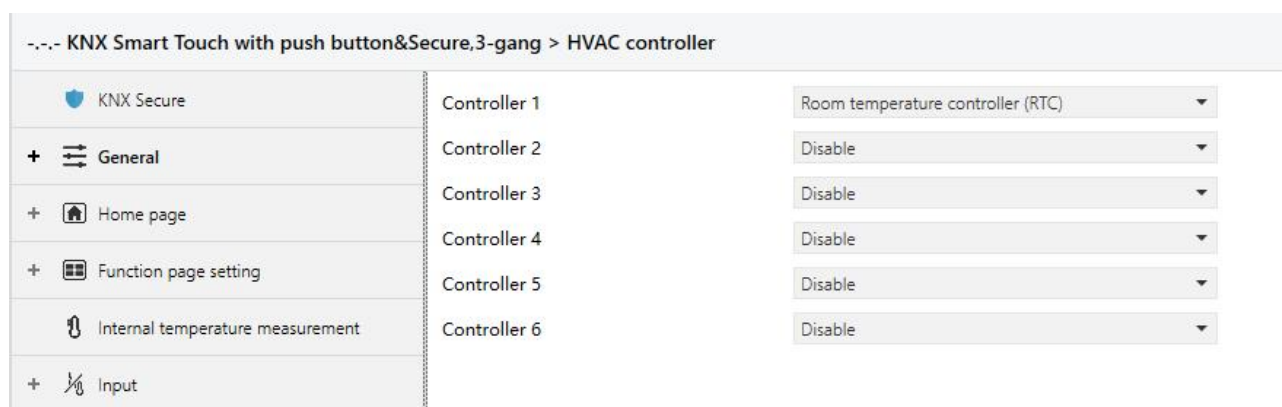 -.-.- KNX Smart Touch with push button&Secure,3-gang > HVAC controller
KNX Secure
+ General
+ Home page
+ Function page setting
Internal temperature measurement
+ Input
Controller 1 Room temperature controller (RTC)
Controller 2 Disable
Controller 3 Disable
Controller 4 Disable
Controller 5 Disable
Controller 6 Disable